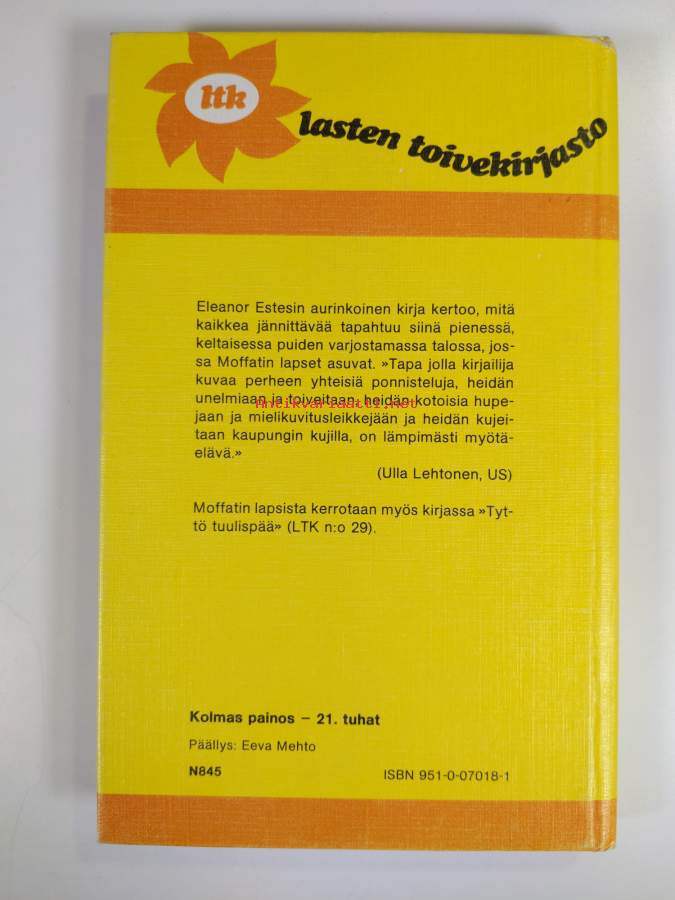 ltk
lasten toivekirjasto
Eleanor Estesin aurinkoinen kirja kertoo, mitä
kaikkea jännittävää tapahtuu siinä pienessä,
keltaisessa puiden varjostamassa talossa, jos-
sa Moffatin lapset asuvat. »Tapa jolla kirjailija
kuvaa perheen yhteisiä ponnisteluja, heidän
unelmiaan ja toiveitaan, heidän kotoisia hupe-
Antikvariaatti.net
jaan ja mielikuvitusleikkejään ja heidän kujei-
taan kaupungin kujilla, on lämpimästi myötä-
elävä.»
(Ulla Lehtonen, US)
Moffatin lapsista kerrotaan myös kirjassa »Tyt-
tö tuulispää» (LTK n:o 29).
Kolmas painos – 21. tuhat
Päällys: Eeva Mehto
N845
ISBN 951-0-07018-1